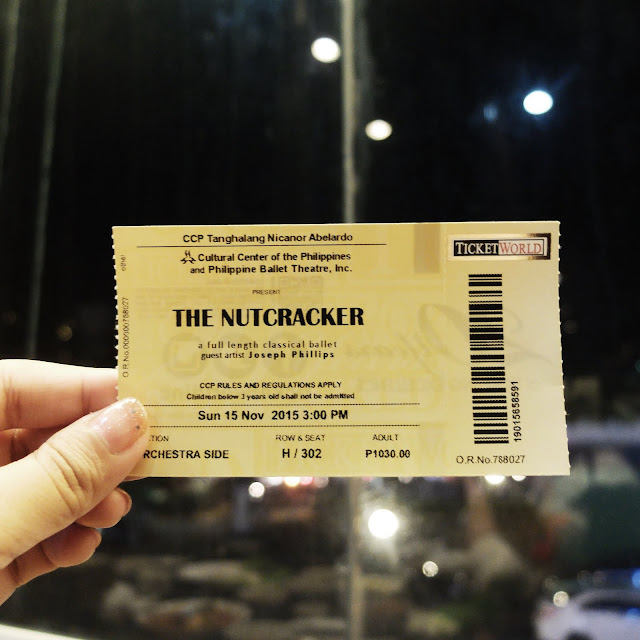 CCP Tanghalang Nicanor Abelardo
Cultural Center of the Philippines
and Philippine Ballet Theatre, Inc.
PRESENT
THE NUTCRACKER
a full length classical ballet
guest artist Joseph Phillips
CCP RULES AND REGULATIONS APPLY
Children below 3 years old shall not be admitted
Sun 15 Nov 2015 3:00 PM
ROW & SEAT
ADULT
SIDE
H / 302
P1030.00
TICKETWORLD
19015658591
O.R.No.788027